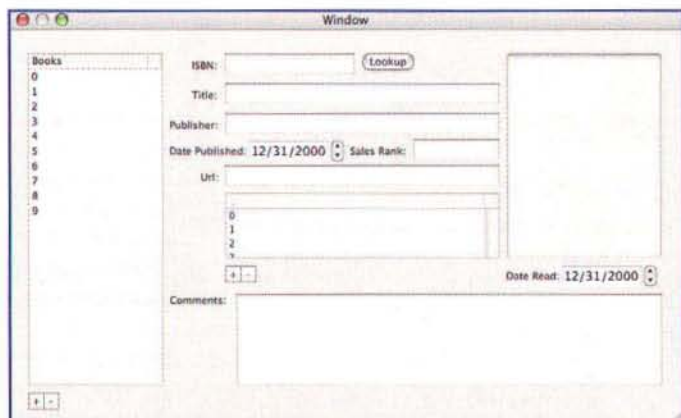 Window
Books
0
1
2
3
4
5
6
7
8
9
+ -
ISBN:
Lookup
Title:
Publisher:
Date Published: 12/31/2000 Sales Rank:
Url:
0
1
2
+ -
Date Read: 12/31/2000
Comments: